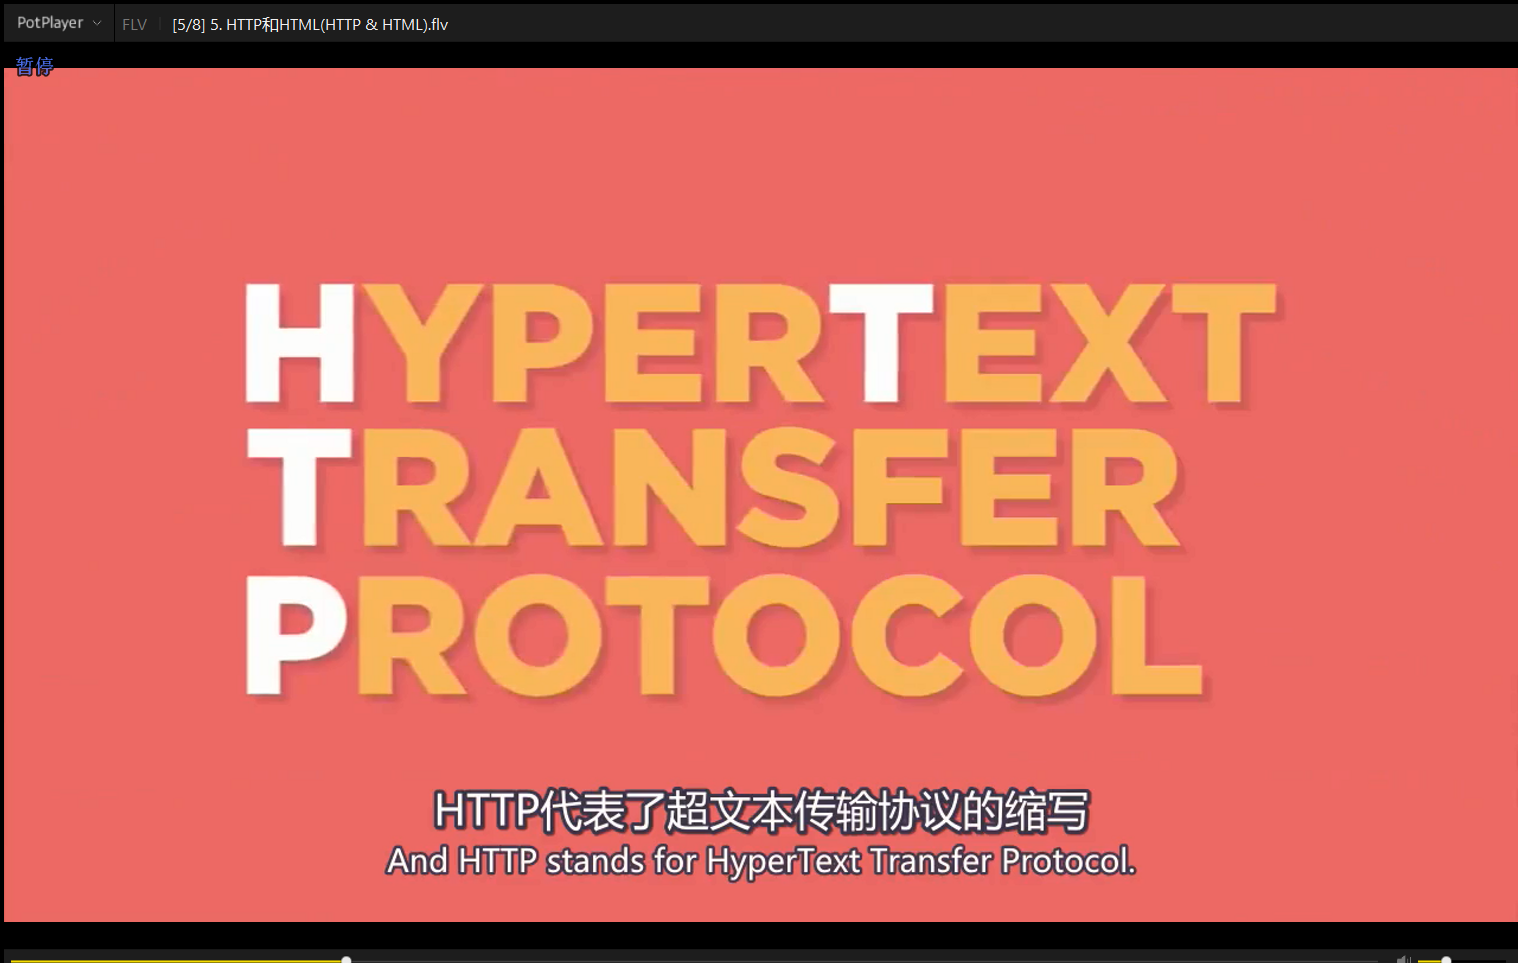 PotPlayer FLV [5/8] 5. HTTP和HTML(HTTP & HTML).flv
暂停
HYPERTEXT
TRANSFER
PROTOCOL
HTTP代表了超文本传输协议的缩写
And HTTP stands for HyperText Transfer Protocol.